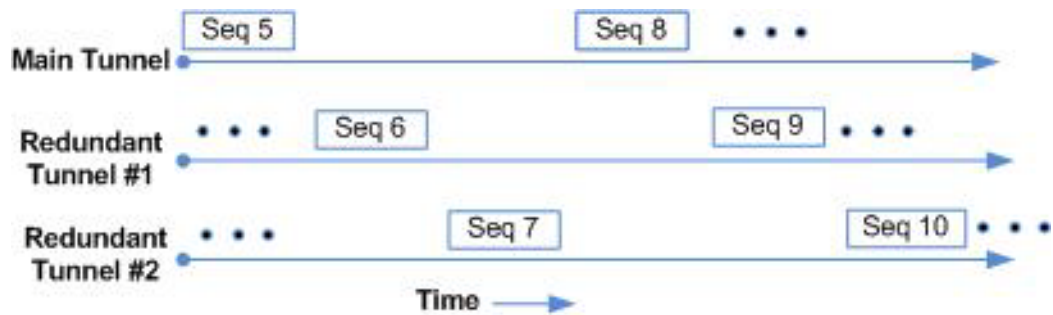 Seq 5
Seq 8
Main Tunnel
Seq 6
Seq 9
Redundant
Tunnel #1
Seq 7
Seq 10
Redundant
Tunnel #2
Time